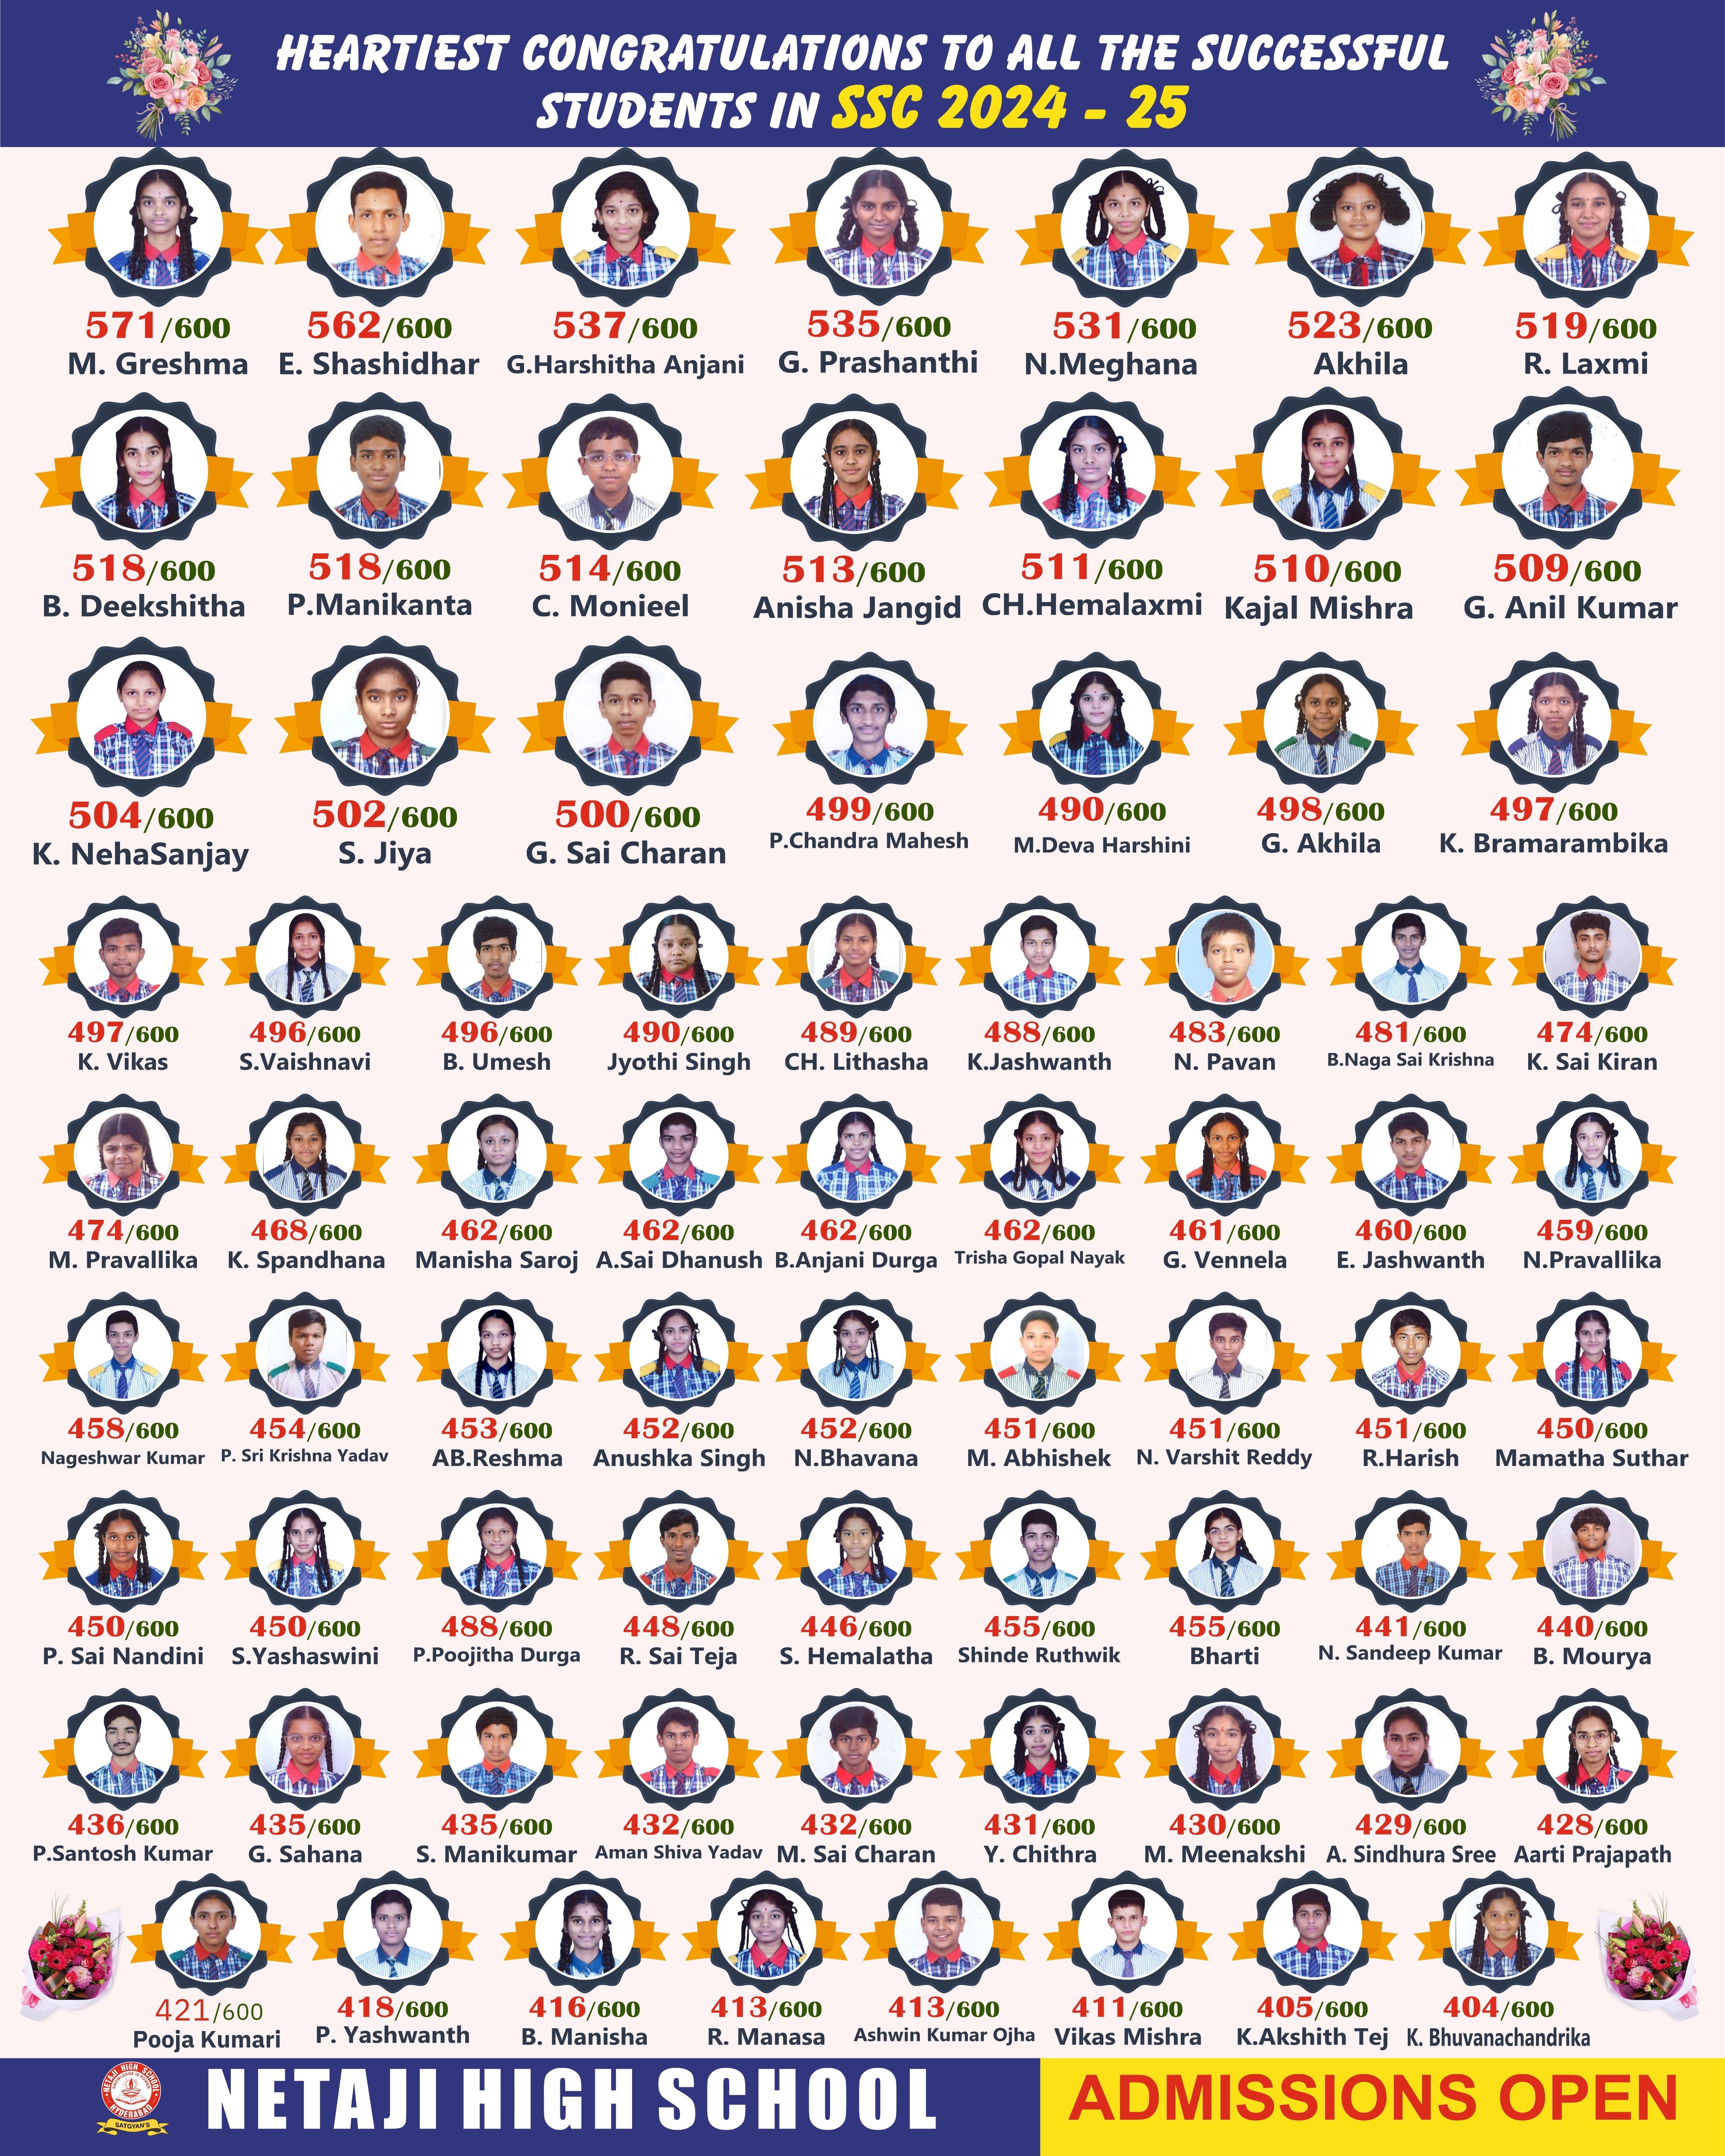 HEARTIEST CONGRATULATIONS TO ALL THE SUCCESSFUL
STUDENTS IN SSC 2024 - 25
571/600 562/600 537/600 535/600 531/600 523/600 519/600
M. Greshma E. Shashidhar G.Harshitha Anjani G. Prashanthi N.Meghana Akhila R. Laxmi
518/600 518/600 514/600 513/600 511/600 510/600 509/600
B. Deekshitha P.Manikanta C. Monieel Anisha Jangid CH.Hemalaxmi Kajal Mishra G. Anil Kumar
504/600 502/600 500/600 499/600 490/600 498/600 497/600
K. NehaSanjay S. Jiya G. Sai Charan P.Chandra Mahesh M.Deva Harshini G. Akhila K. Bramarambika
497/600 496/600 496/600 490/600 489/600 488/600 483/600 481/600 474/600
K. Vikas S.Vaishnavi B. Umesh Jyothi Singh CH. Lithasha K.Jashwanth N. Pavan B.Naga Sai Krishna K. Sai Kiran
474/600 468/600 462/600 462/600 462/600 462/600 461/600 460/600 459/600
M. Pravallika K. Spandhana Manisha Saroj A.Sai Dhanush B.Anjani Durga Trisha Gopal Nayak G. Vennela E. Jashwanth N.Pravallika
458/600 454/600 453/600 452/600 452/600 451/600 451/600 451/600 450/600
Nageshwar Kumar P. Sri Krishna Yadav AB.Reshma Anushka Singh N.Bhavana M. Abhishek N. Varshit Reddy R.Harish Mamatha Suthar
450/600 450/600 488/600 448/600 446/600 455/600 455/600 441/600 440/600
P. Sai Nandini S.Yashaswini P.Poojitha Durga R. Sai Teja S. Hemalatha Shinde Ruthwik Bharti N. Sandeep Kumar B. Mourya
436/600 435/600 435/600 432/600 432/600 431/600 430/600 429/600 428/600
P.Santosh Kumar G. Sahana S. Manikumar Aman Shiva Yadav M. Sai Charan Y. Chithra M. Meenakshi A. Sindhura Sree Aarti Prajapath
421/600 418/600 416/600 413/600 413/600 411/600 405/600 404/600
Pooja Kumari P. Yashwanth B. Manisha R. Manasa Ashwin Kumar Ojha Vikas Mishra K.Akshith Tej K. Bhuvanachandrika
NETAJI HIGH SCHOOL
HYDERABAD
SATGYAN'S
NETAJI HIGH SCHOOL
ADMISSIONS OPEN